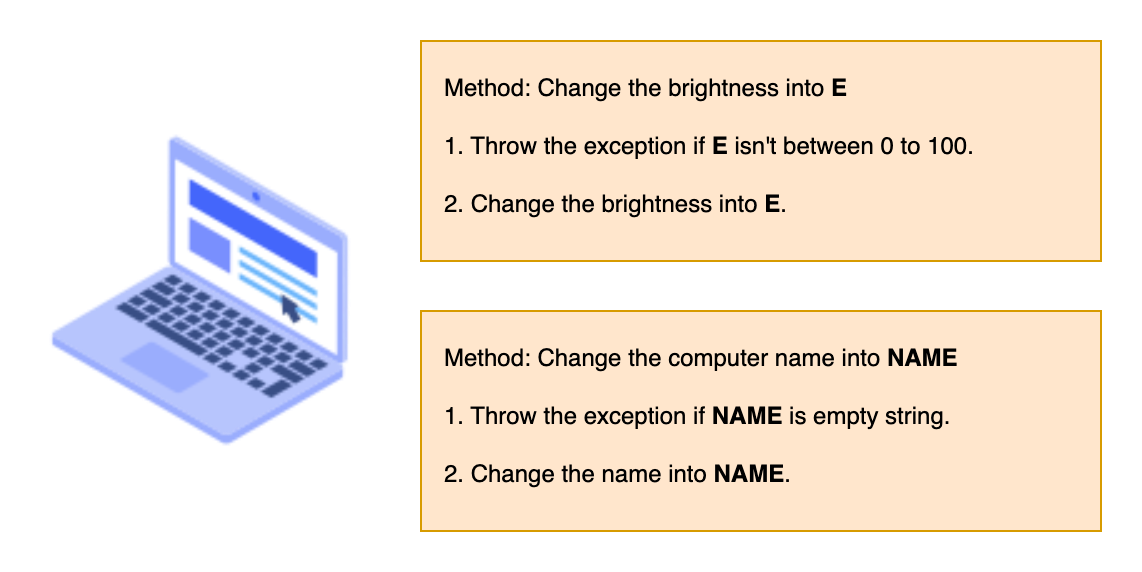 Method: Change the brightness into E
1. Throw the exception if E isn't between 0 to 100.
2. Change the brightness into E.
Method: Change the computer name into NAME
1. Throw the exception if NAME is empty string.
2. Change the name into NAME.